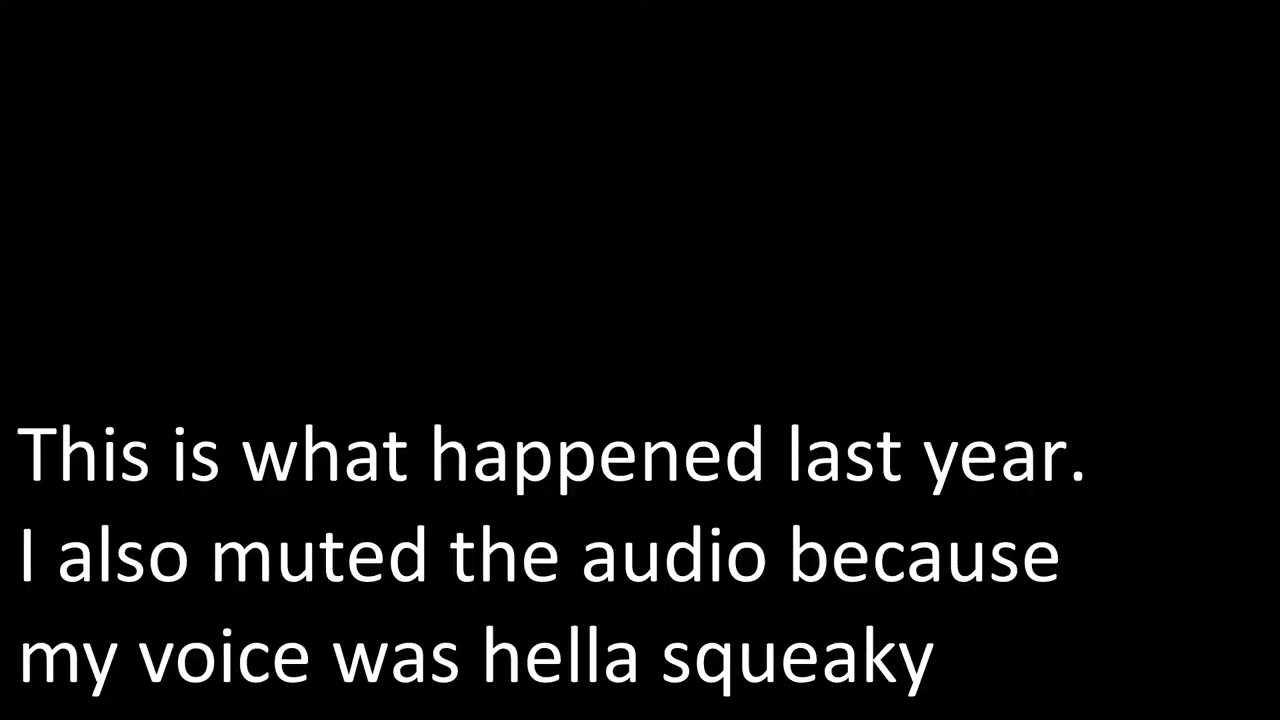 This is what happened last year.
I also muted the audio because
my voice was hella squeaky